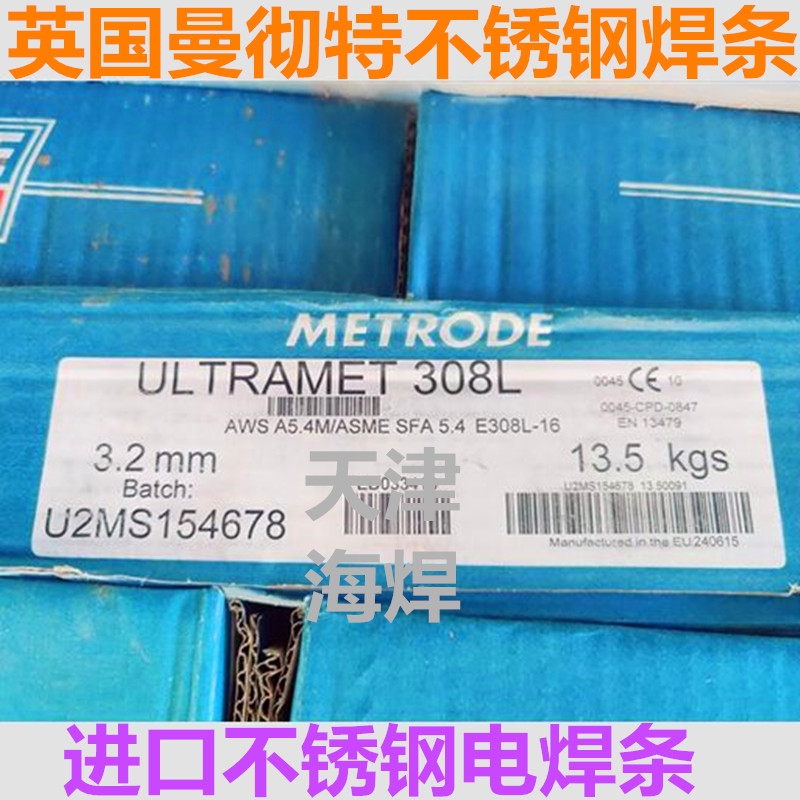 英国曼彻特不锈钢焊条
METRODE
ULTRAMET 308L
0045 CE 10
AWS A5.4M/ASME SFA 5.4 E308L-16
0045-CPD-0847
EN 13479
3.2 mm
13.5 kgs
Batch:
U2MS154678
U2MS154678 13.50091
Manufactured in the EU:240615
天津
海焊
进口不锈钢电焊条